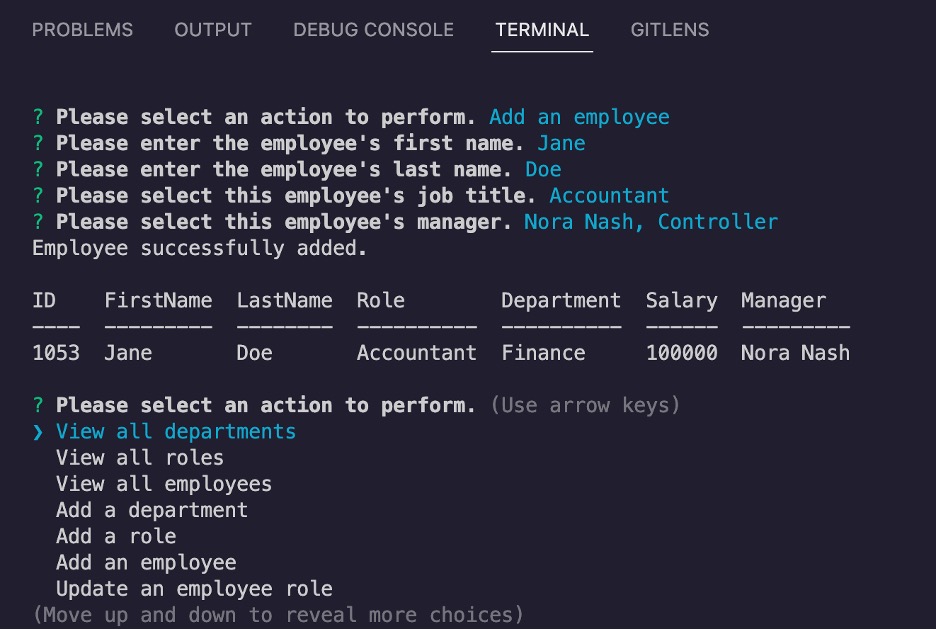 PROBLEMS OUTPUT DEBUG CONSOLE TERMINAL GITLENS
? Please select an action to perform. Add an employee
? Please enter the employee's first name. Jane
? Please enter the employee's last name. Doe
? Please select this employee's job title. Accountant
? Please select this employee's manager. Nora Nash, Controller
Employee successfully added.
ID FirstName LastName Role Department Salary Manager
---- --------- -------- ---------- ---------- ------ ---------
1053 Jane Doe Accountant Finance 100000 Nora Nash
? Please select an action to perform. (Use arrow keys)
❯ View all departments
View all roles
View all employees
Add a department
Add a role
Add an employee
Update an employee role
(Move up and down to reveal more choices)